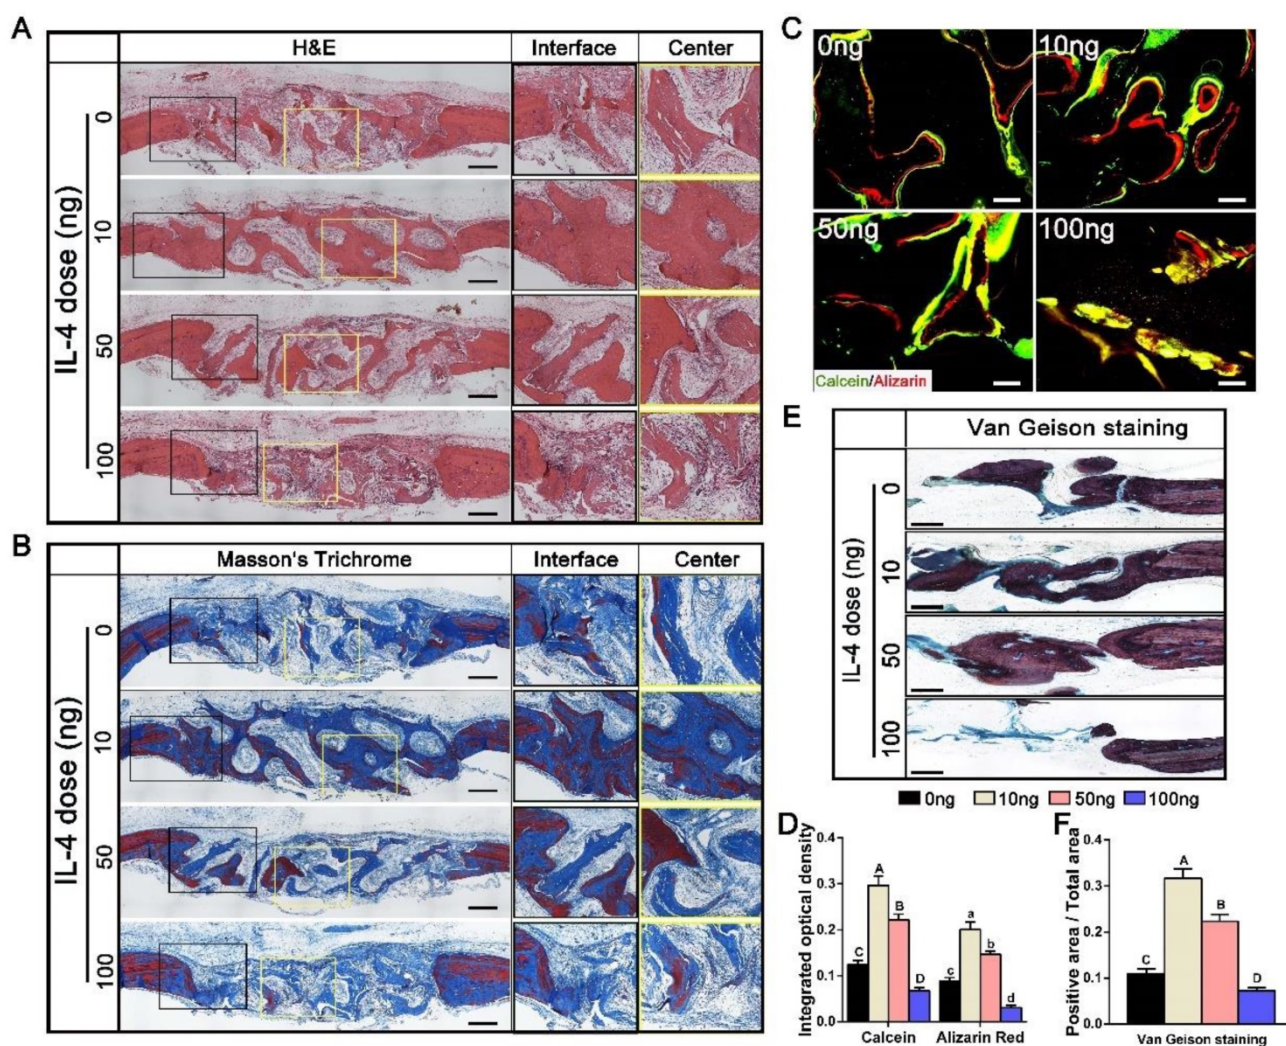 A
H&E Interface Center
IL-4 dose (ng)
0
10
50
100
B
Masson's Trichrome Interface Center
IL-4 dose (ng)
0
10
50
100
C
0ng 10ng
50ng 100ng
Calcein/Alizarin
E
Van Geison staining
IL-4 dose (ng)
0
10
50
100
0ng 10ng 50ng 100ng
D
Integrated optical density
0.4
0.3
0.2
0.1
0.0
C A B D c a b d
Calcein Alizarin Red
F
Positive area / Total area
0.4
0.3
0.2
0.1
0.0
C A B D
Van Geison staining